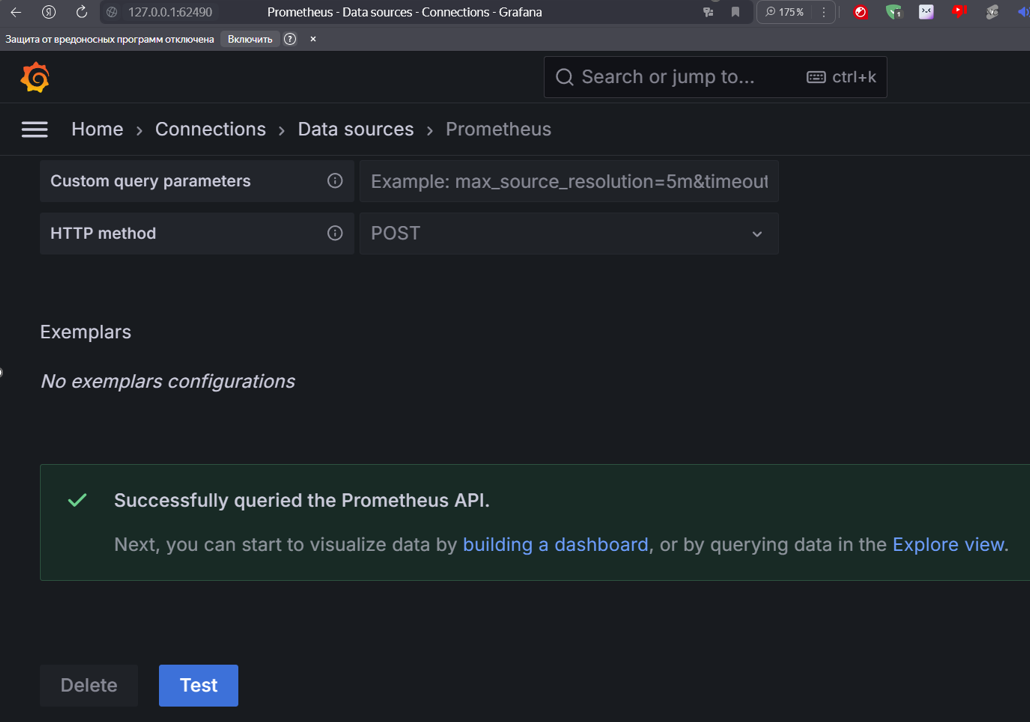 127.0.0.1:62490 Prometheus - Data sources - Connections - Grafana 175%
Защита от вредоносных программ отключена Включить ? ×
Search or jump to... ctrl+k
Home › Connections › Data sources › Prometheus
Custom query parameters Example: max_source_resolution=5m&timeout
HTTP method POST
Exemplars
No exemplars configurations
Successfully queried the Prometheus API.
Next, you can start to visualize data by building a dashboard, or by querying data in the Explore view.
Delete Test